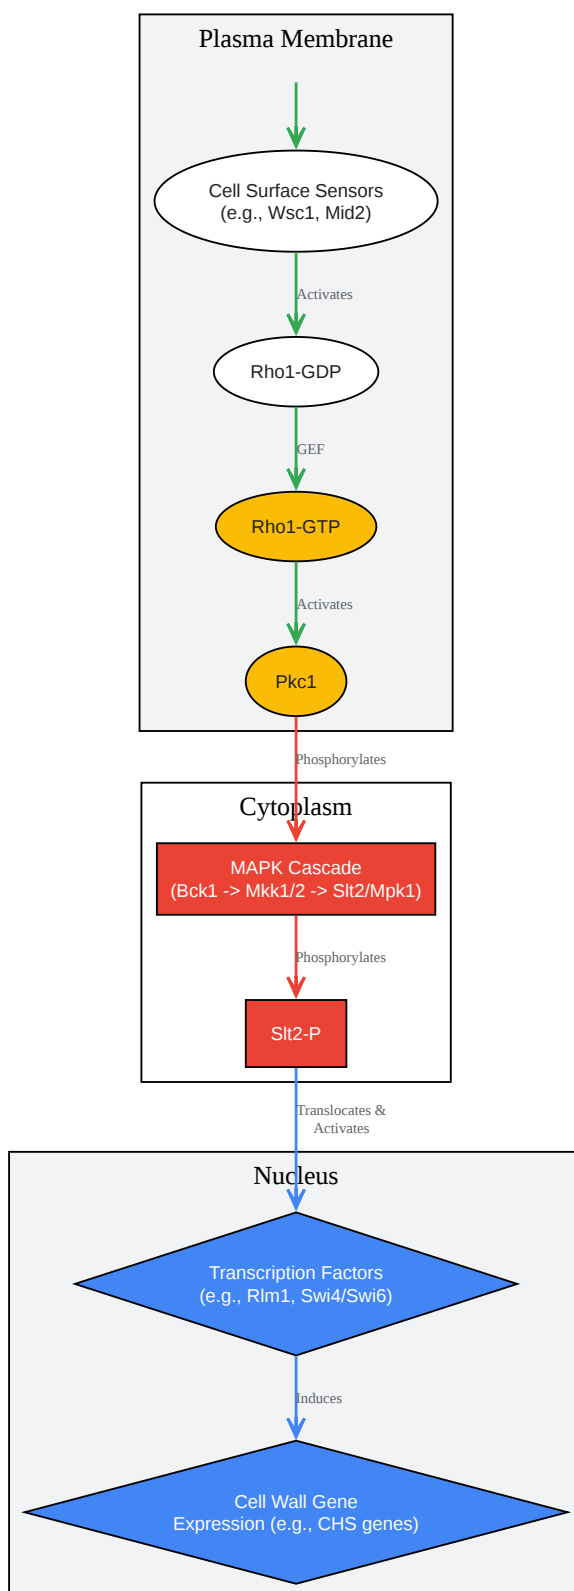 Plasma Membrane
Cell Surface Sensors
(e.g., Wsc1, Mid2)
Activates
Rho1-GDP
GEF
Rho1-GTP
Activates
Pkc1
Phosphorylates
Cytoplasm
MAPK Cascade
(Bck1 -> Mkk1/2 -> Slt2/Mpk1)
Phosphorylates
Slt2-P
Translocates &
Activates
Nucleus
Transcription Factors
(e.g., Rlm1, Swi4/Swi6)
Induces
Cell Wall Gene
Expression (e.g., CHS genes)